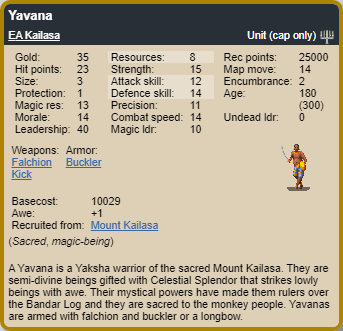 Yavana
EA Kailasa Unit (cap only)
Gold: 35 Resources: 8 Rec points: 25000
Hit points: 23 Strength: 15 Map move: 14
Size: 3 Attack skill: 12 Encumbrance: 2
Protection: 1 Defence skill: 14 Age: 180
Magic res: 13 Precision: 11 (300)
Morale: 14 Combat speed: 14 Undead ldr: 0
Leadership: 40 Magic ldr: 10
Weapons: Armor:
Falchion Buckler
Kick
Basecost: 10029
Awe: +1
Recruited from: Mount Kailasa
(Sacred, magic-being)
A Yavana is a Yaksha warrior of the sacred Mount Kailasa. They are
semi-divine beings gifted with Celestial Splendor that strikes lowly
beings with awe. Their mystical powers have made them rulers over
the Bandar Log and they are sacred to the monkey people. Yavanas
are armed with falchion and buckler or a longbow.